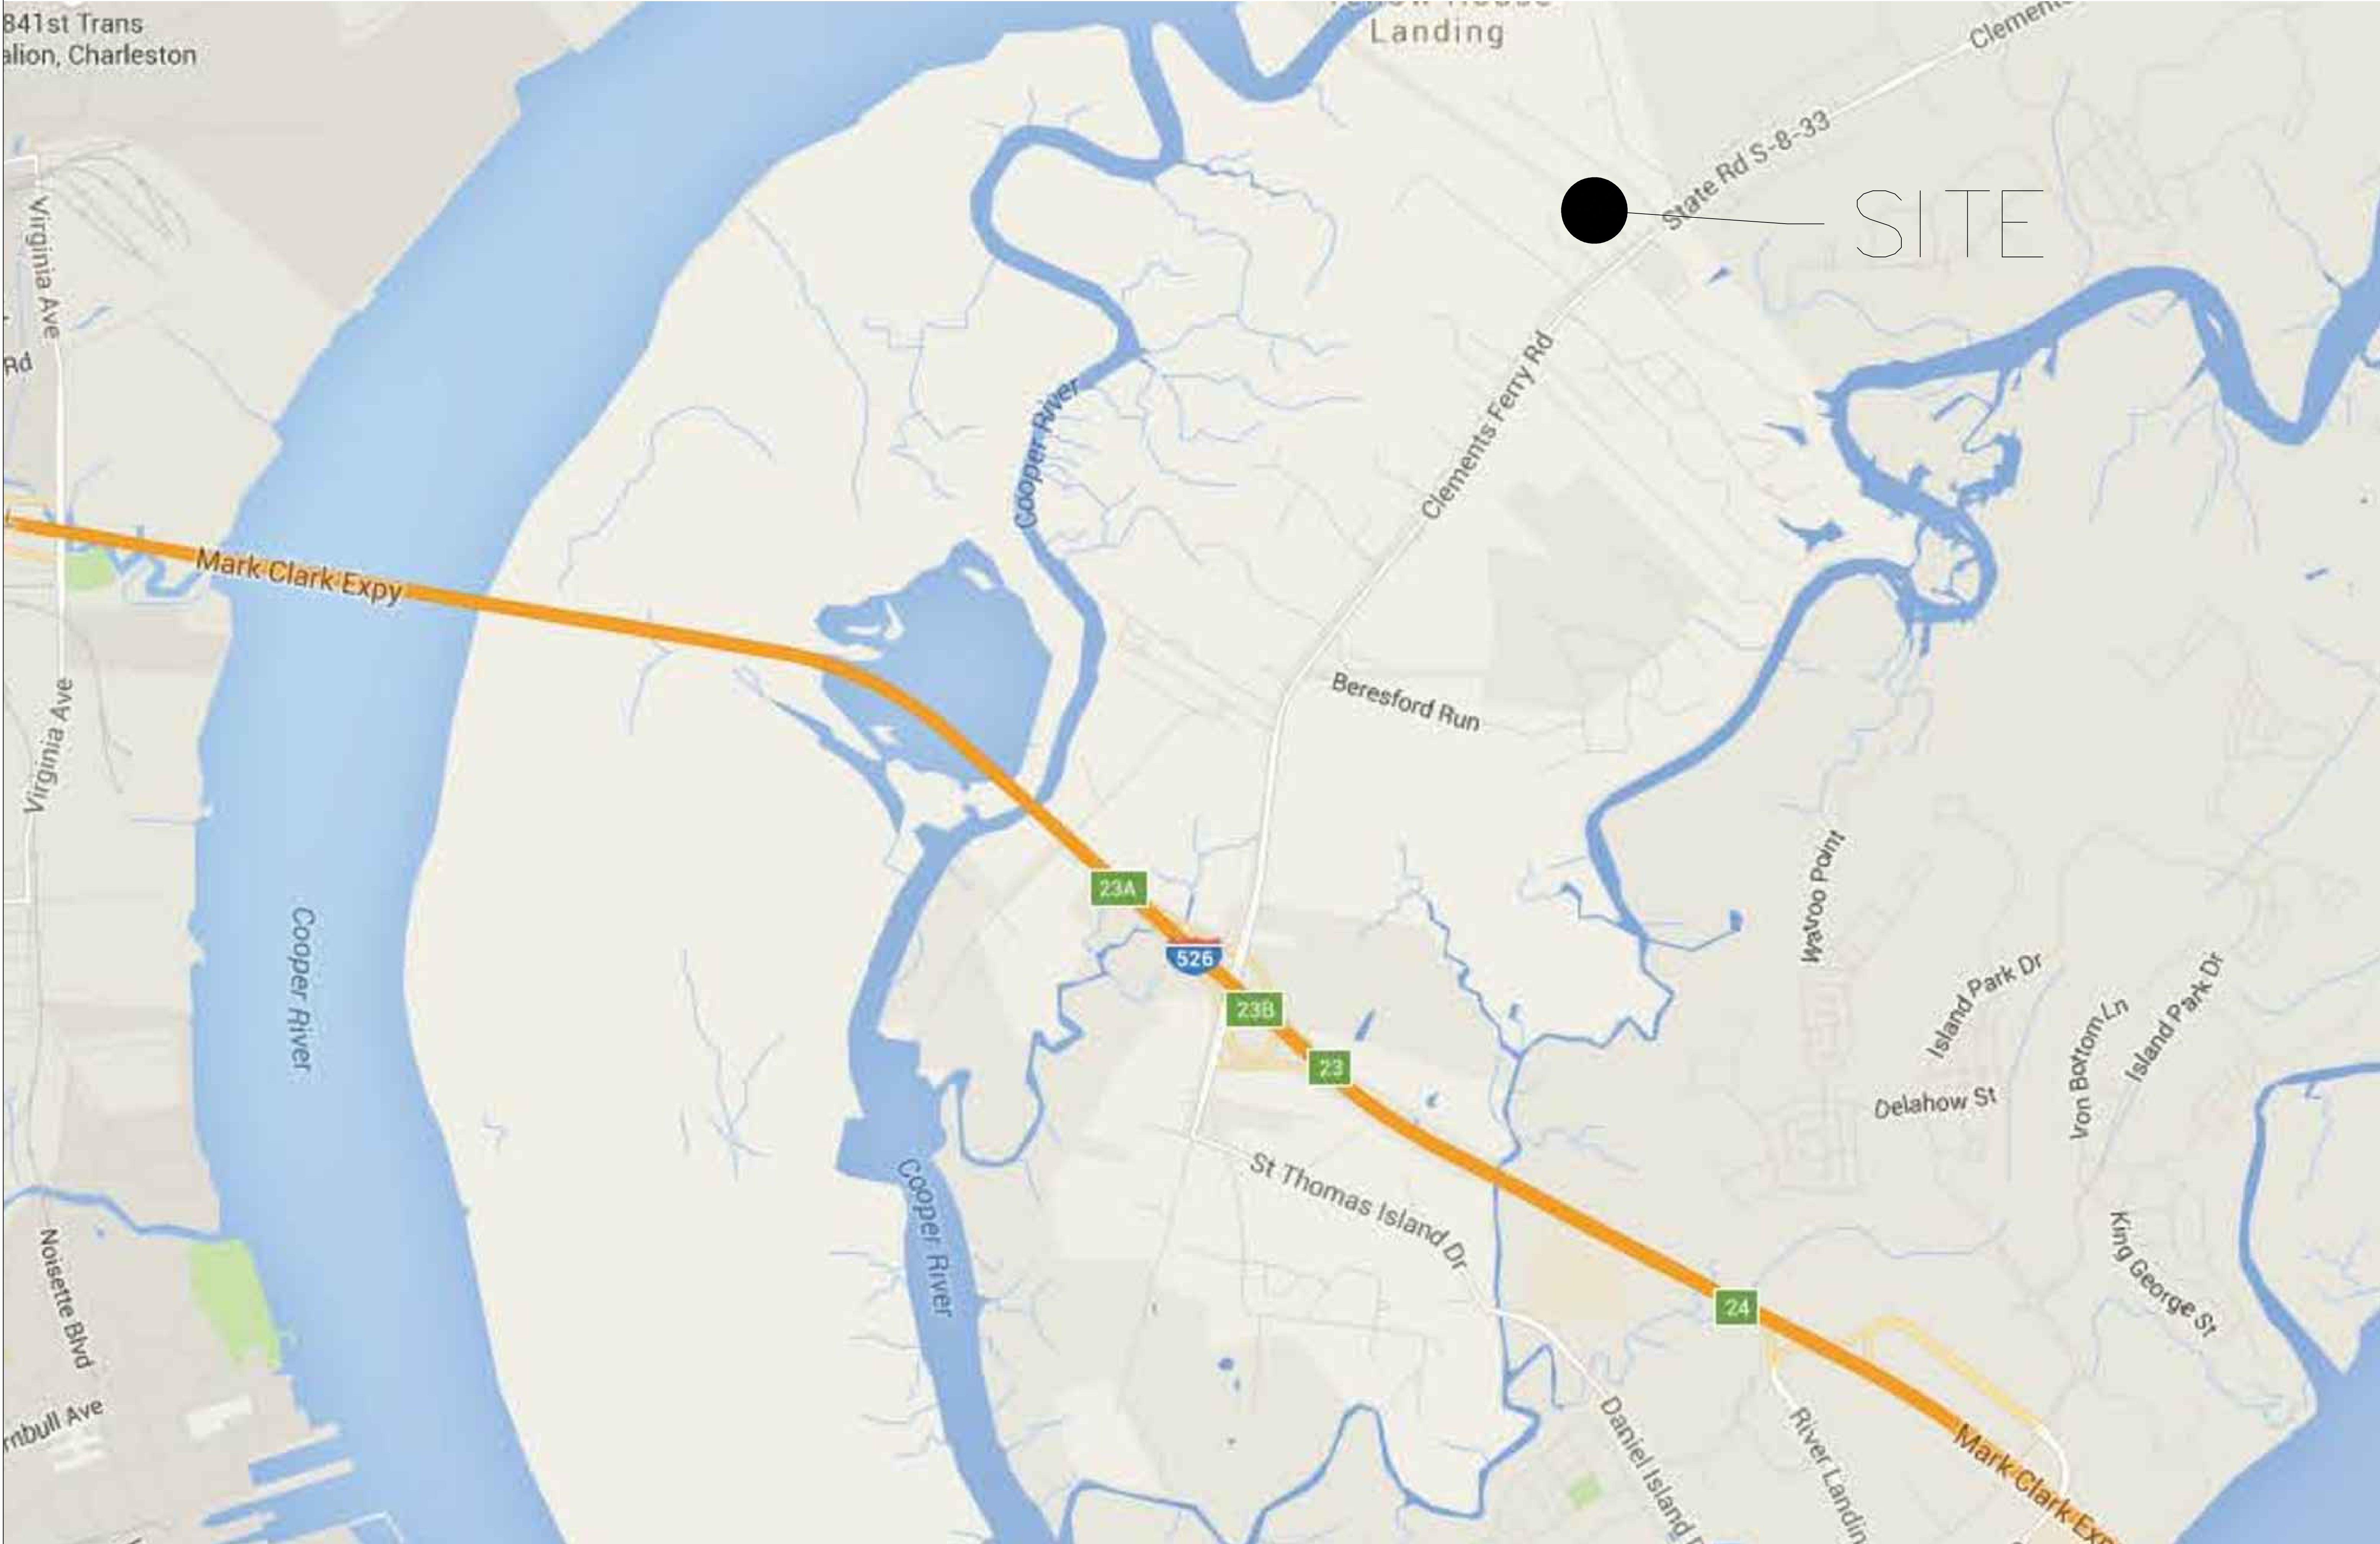 841st Trans
alion, Charleston
Landing
Clements
State Rd S-8-33
SITE
Virginia Ave
Rd
Clements Ferry Rd
Cooper River
Mark Clark Expy
Beresford Run
Virginia Ave
23A
526
23B
23
Cooper River
Wateroo Point
Island Park Dr
Von Bottom Ln
Island Park Dr
Delahow St
St Thomas Island Dr
Cooper River
King George St
Noisette Blvd
24
rnbull Ave
Daniel Island
River Landin
Mark Clark Exp